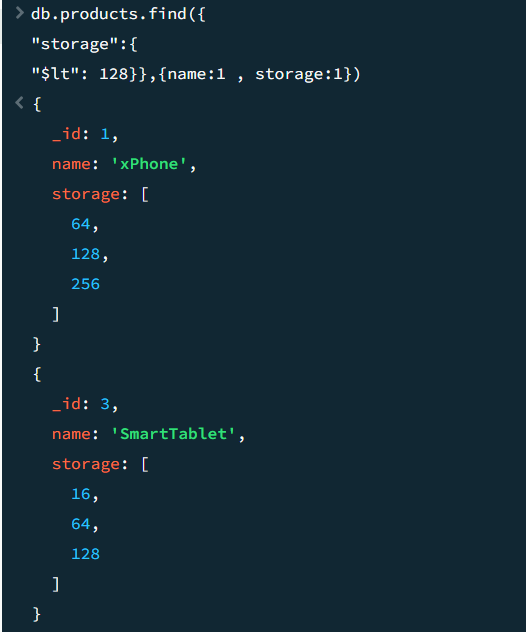 > db.products.find({
"storage":{
"$lt": 128}},{name:1 , storage:1})
< {
_id: 1,
name: 'xPhone',
storage: [
64,
128,
256
]
}
{
_id: 3,
name: 'SmartTablet',
storage: [
16,
64,
128
]
}